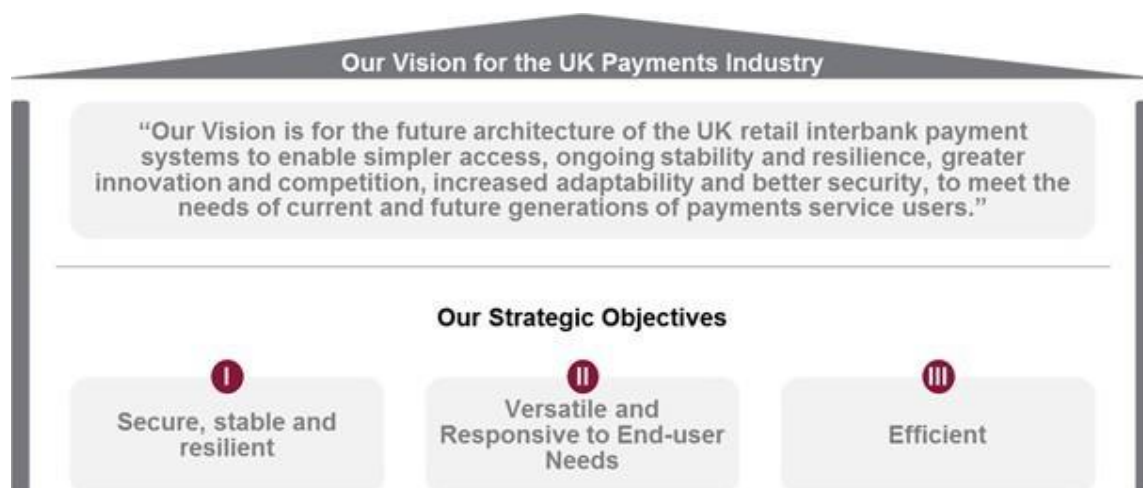 Our Vision for the UK Payments Industry
“Our Vision is for the future architecture of the UK retail interbank payment
systems to enable simpler access, ongoing stability and resilience, greater
innovation and competition, increased adaptability and better security, to meet the
needs of current and future generations of payments service users.”
Our Strategic Objectives
I
II
III
Secure, stable and
resilient
Versatile and
Responsive to End-user
Needs
Efficient